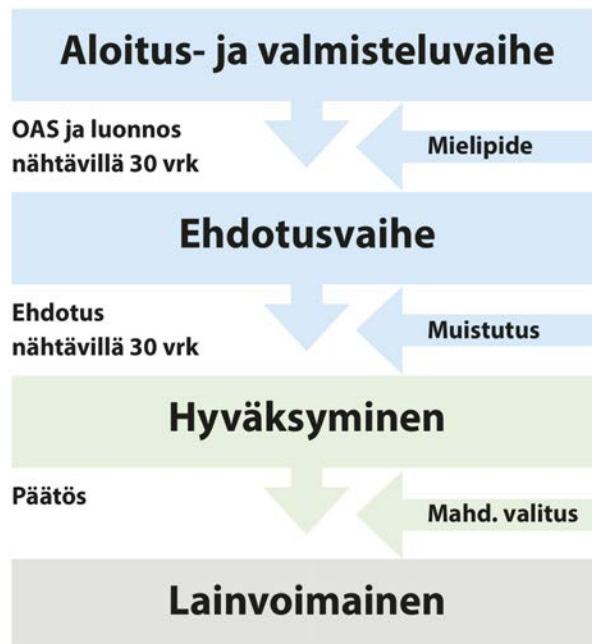 Aloitus- ja valmisteluvaihe
OAS ja luonnos
nähtävillä 30 vrk
Mielipide
Ehdotusvaihe
Ehdotus
nähtävillä 30 vrk
Muistutus
Hyväksyminen
Päätös
Mahd. valitus
Lainvoimainen